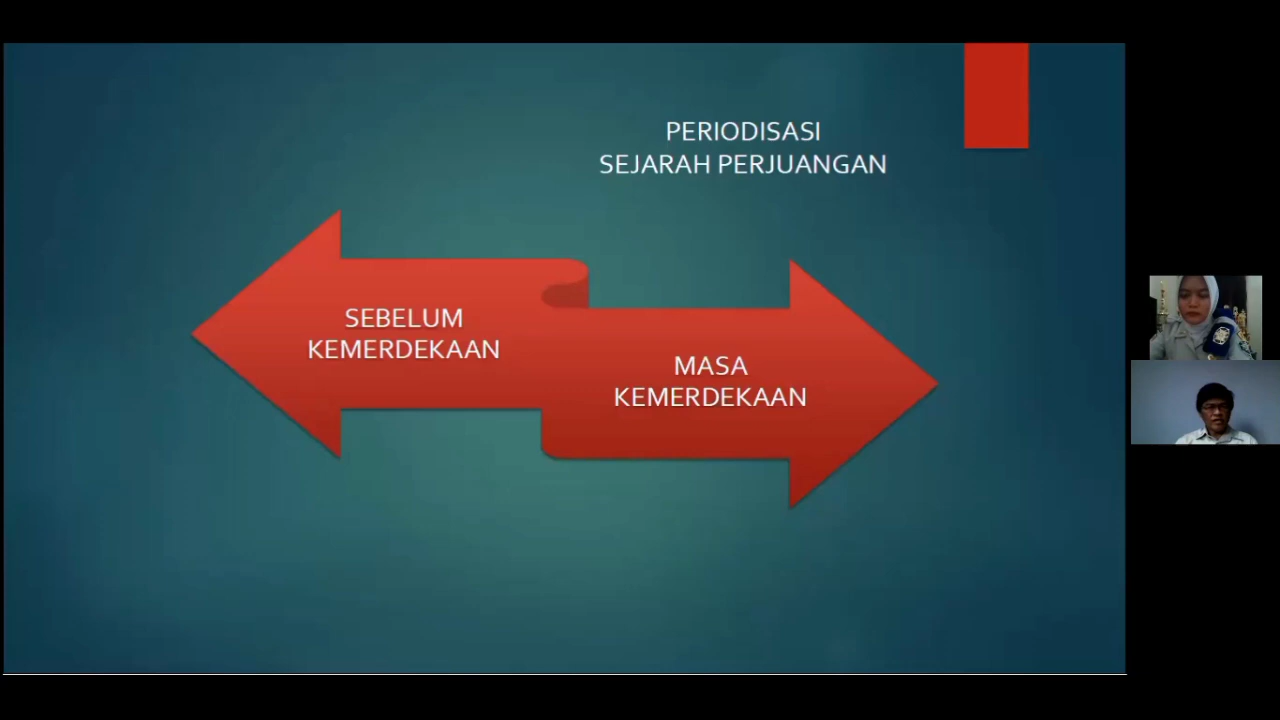 PERIODISASI
SEJARAH PERJUANGAN
SEBELUM
KEMERDEKAAN
MASA
KEMERDEKAAN